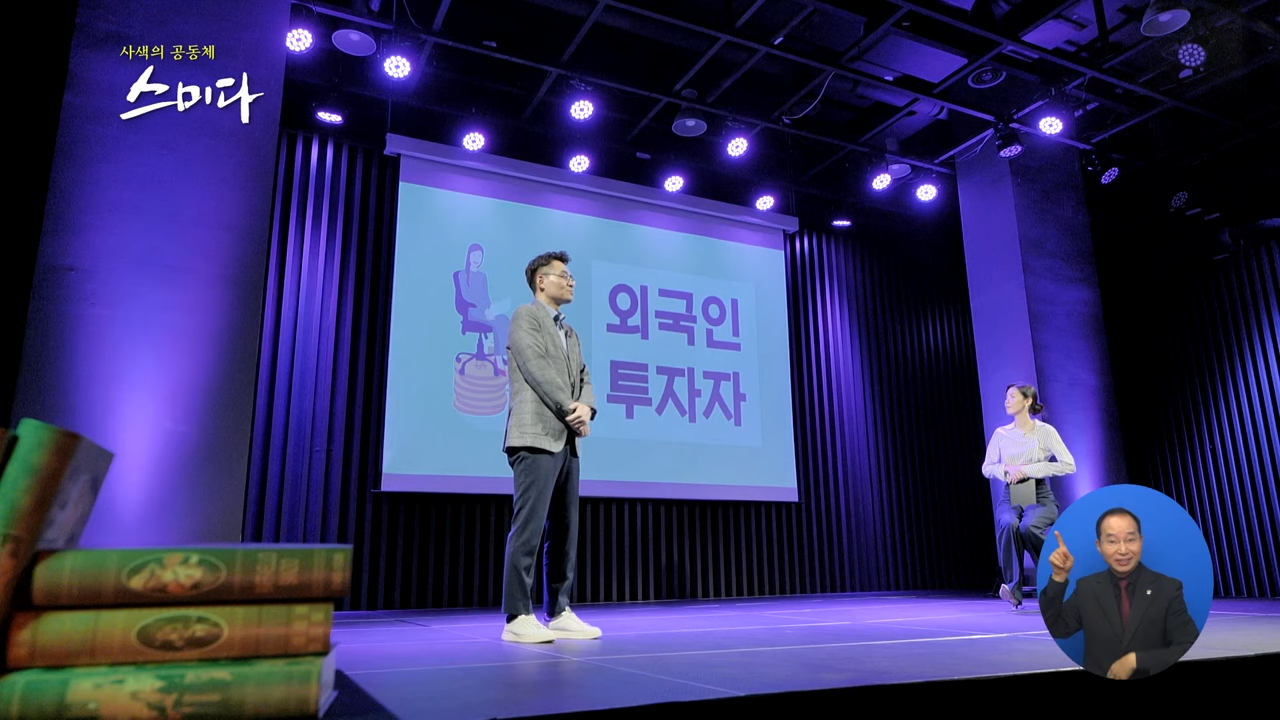 사색의 공동체
스미다
외국인
투자자